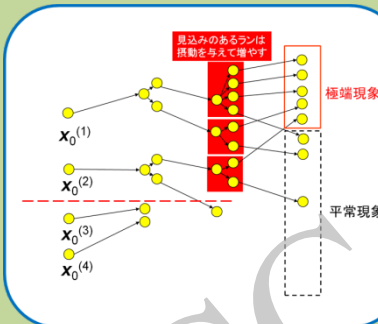 見込みのあるランは
摂動を与えて増やす
極端現象
x₀⁽¹⁾
x₀⁽²⁾
平常現象
x₀⁽³⁾
x₀⁽⁴⁾